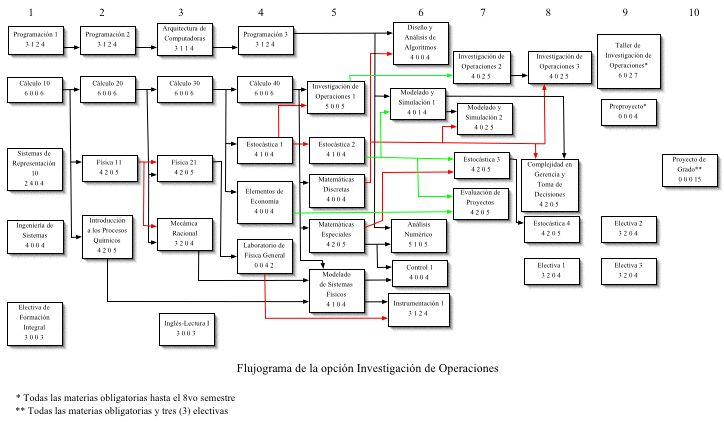 1 2 3 4 5 6 7 8 9 10
Programación 1
3 1 2 4
Cálculo 10
6 0 0 6
Sistemas de
Representación
10
2 4 0 4
Ingeniería de
Sistemas
4 0 0 4
Electiva de
Formación
Integral
3 0 0 3
Programación 2
3 1 2 4
Cálculo 20
6 0 0 6
Física 11
4 2 0 5
Introducción
a los Procesos
Químicos
4 2 0 5
Arquitectura de
Computadoras
3 1 1 4
Cálculo 30
6 0 0 6
Física 21
4 2 0 5
Mecánica
Racional
3 2 0 4
Inglés-Lectura I
3 0 0 3
Programación 3
3 1 2 4
Cálculo 40
6 0 0 6
Estocástica 1
4 1 0 4
Elementos de
Economía
4 0 0 4
Laboratorio de
Física General
0 0 4 2
Investigación de
Operaciones 1
5 0 0 5
Estocástica 2
4 1 0 4
Matemáticas
Discretas
4 0 0 4
Matemáticas
Especiales
4 2 0 5
Modelado
de Sistemas
Físicos
4 1 0 4
Diseño y
Análisis de
Algoritmos
4 0 0 4
Modelado y
Simulación 1
4 0 1 4
Análisis
Numérico
5 1 0 5
Control 1
4 0 0 4
Instrumentación 1
3 1 2 4
Investigación de
Operaciones 2
4 0 2 5
Modelado y
Simulación 2
4 0 2 5
Estocástica 3
4 2 0 5
Evaluación de
Proyectos
4 2 0 5
Investigación de
Operaciones 3
4 0 2 5
Complejidad en
Gerencia y
Toma de
Decisiones
4 2 0 5
Estocástica 4
4 2 0 5
Electiva 1
3 2 0 4
Taller de
Investigación de
Operaciones*
6 0 2 7
Preproyecto*
0 0 0 4
Electiva 2
3 2 0 4
Electiva 3
3 2 0 4
Proyecto de
Grado**
0 0 0 15
Flujograma de la opción Investigación de Operaciones
* Todas las materias obligatorias hasta el 8vo semestre
** Todas las materias obligatorias y tres (3) electivas